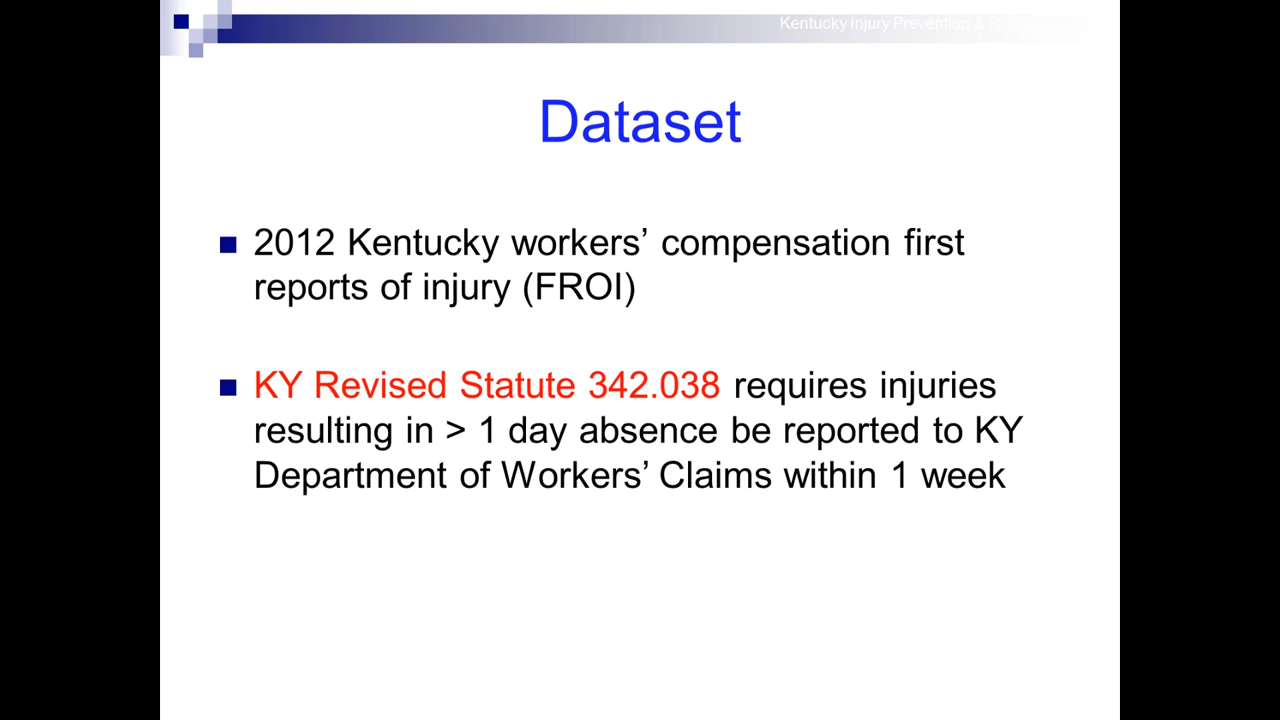 Kentucky Injury Prevention &
Dataset
2012 Kentucky workers’ compensation first
reports of injury (FROI)
KY Revised Statute 342.038 requires injuries
resulting in > 1 day absence be reported to KY
Department of Workers’ Claims within 1 week